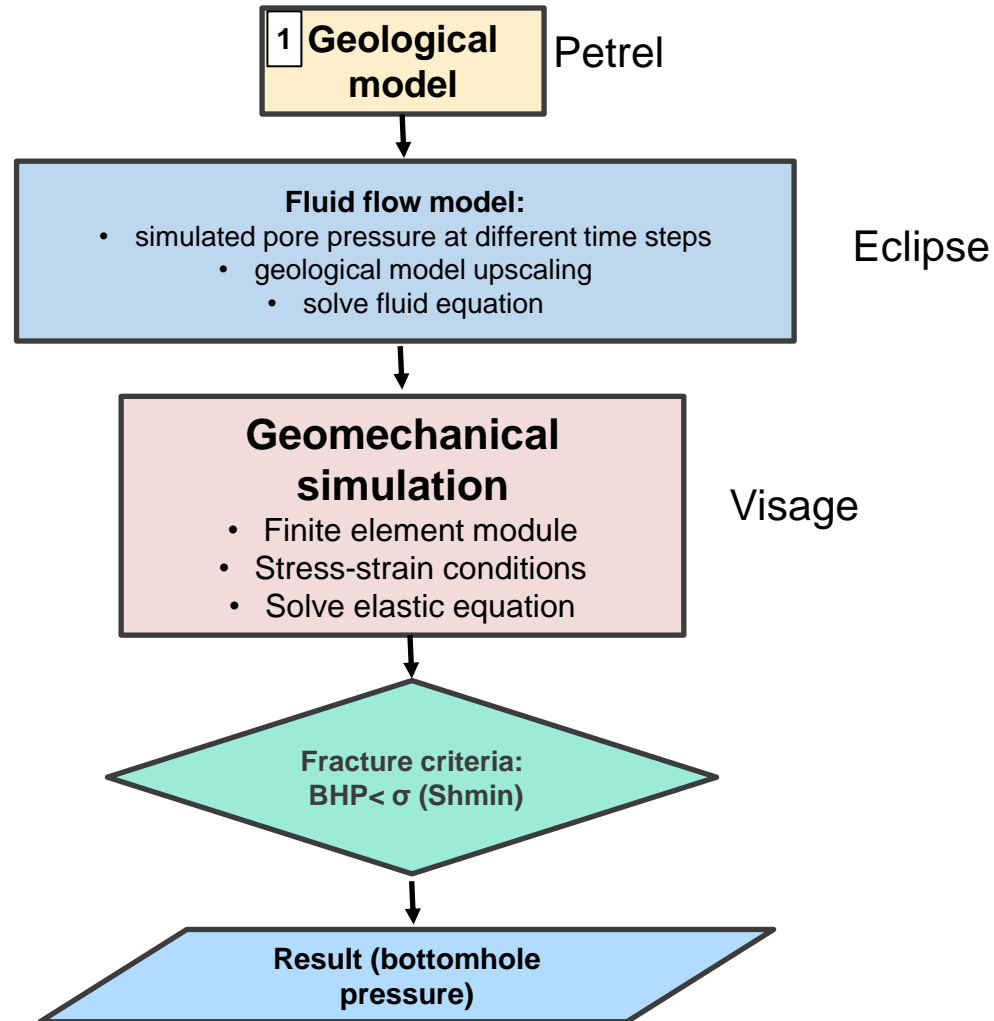 1 Geological
model
Petrel
Fluid flow model:
• simulated pore pressure at different time steps
• geological model upscaling
• solve fluid equation
Eclipse
Geomechanical
simulation
• Finite element module
• Stress-strain conditions
• Solve elastic equation
Visage
Fracture criteria:
BHP< σ (Shmin)
Result (bottomhole
pressure)